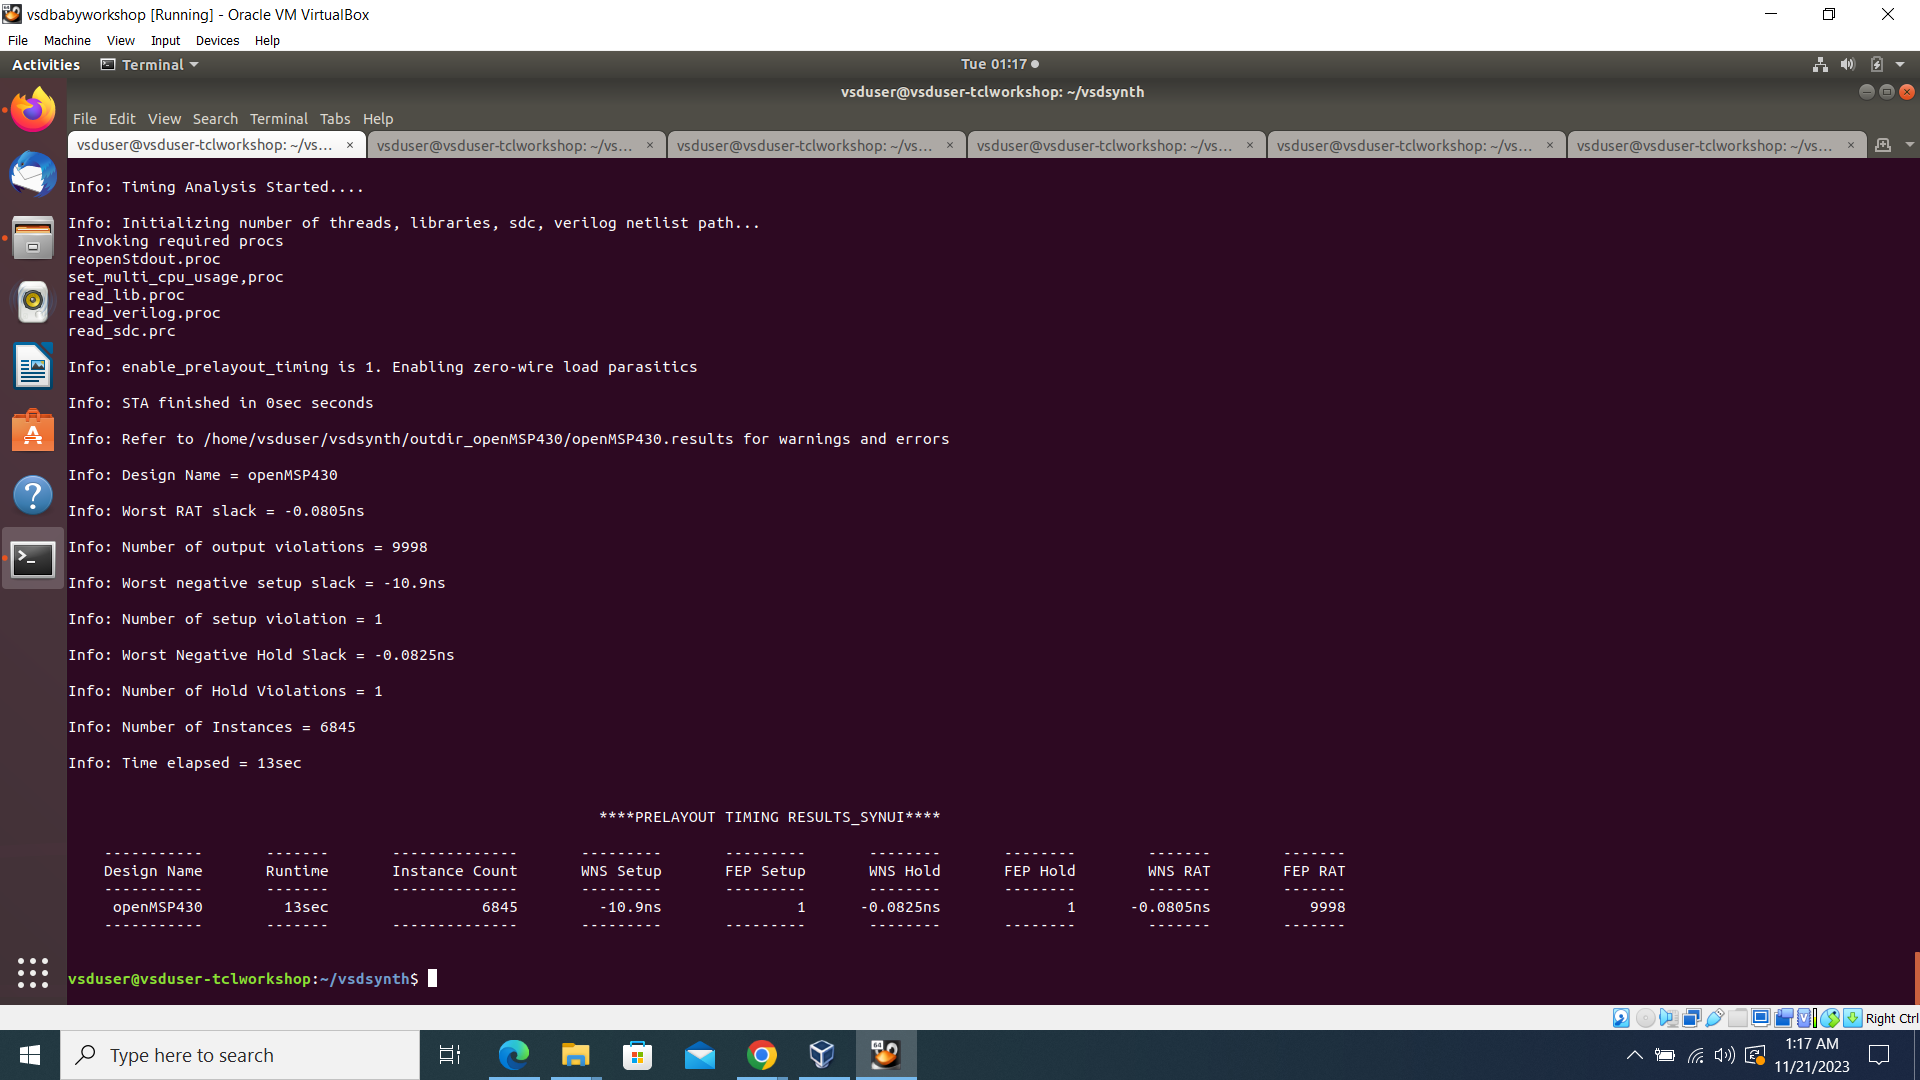 vsdbabyworkshop [Running] - Oracle VM VirtualBox
File Machine View Input Devices Help
Activities Terminal Tue 01:17
vsduser@vsduser-tclworkshop: ~/vsdsynth
File Edit View Search Terminal Tabs Help
vsduser@vsduser-tclworkshop: ~/vs... × vsduser@vsduser-tclworkshop: ~/vs... × vsduser@vsduser-tclworkshop: ~/vs... × vsduser@vsduser-tclworkshop: ~/vs... × vsduser@vsduser-tclworkshop: ~/vs... × vsduser@vsduser-tclworkshop: ~/vs... ×
Info: Timing Analysis Started....
Info: Initializing number of threads, libraries, sdc, verilog netlist path...
Invoking required procs
reopenStdout.proc
set_multi_cpu_usage,proc
read_lib.proc
read_verilog.proc
read_sdc.prc
Info: enable_prelayout_timing is 1. Enabling zero-wire load parasitics
Info: STA finished in 0sec seconds
Info: Refer to /home/vsduser/vsdsynth/outdir_openMSP430/openMSP430.results for warnings and errors
Info: Design Name = openMSP430
Info: Worst RAT slack = -0.0805ns
Info: Number of output violations = 9998
Info: Worst negative setup slack = -10.9ns
Info: Number of setup violation = 1
Info: Worst Negative Hold Slack = -0.0825ns
Info: Number of Hold Violations = 1
Info: Number of Instances = 6845
Info: Time elapsed = 13sec
****PRELAYOUT TIMING RESULTS_SYNUI****
----------- ------- -------------- --------- --------- -------- -------- ------- -------
Design Name Runtime Instance Count WNS Setup FEP Setup WNS Hold FEP Hold WNS RAT FEP RAT
----------- ------- -------------- --------- --------- -------- -------- ------- -------
openMSP430 13sec 6845 -10.9ns 1 -0.0825ns 1 -0.0805ns 9998
----------- ------- -------------- --------- --------- -------- -------- ------- -------
vsduser@vsduser-tclworkshop:~/vsdsynth$
Right Ctrl
Type here to search
1:17 AM
11/21/2023